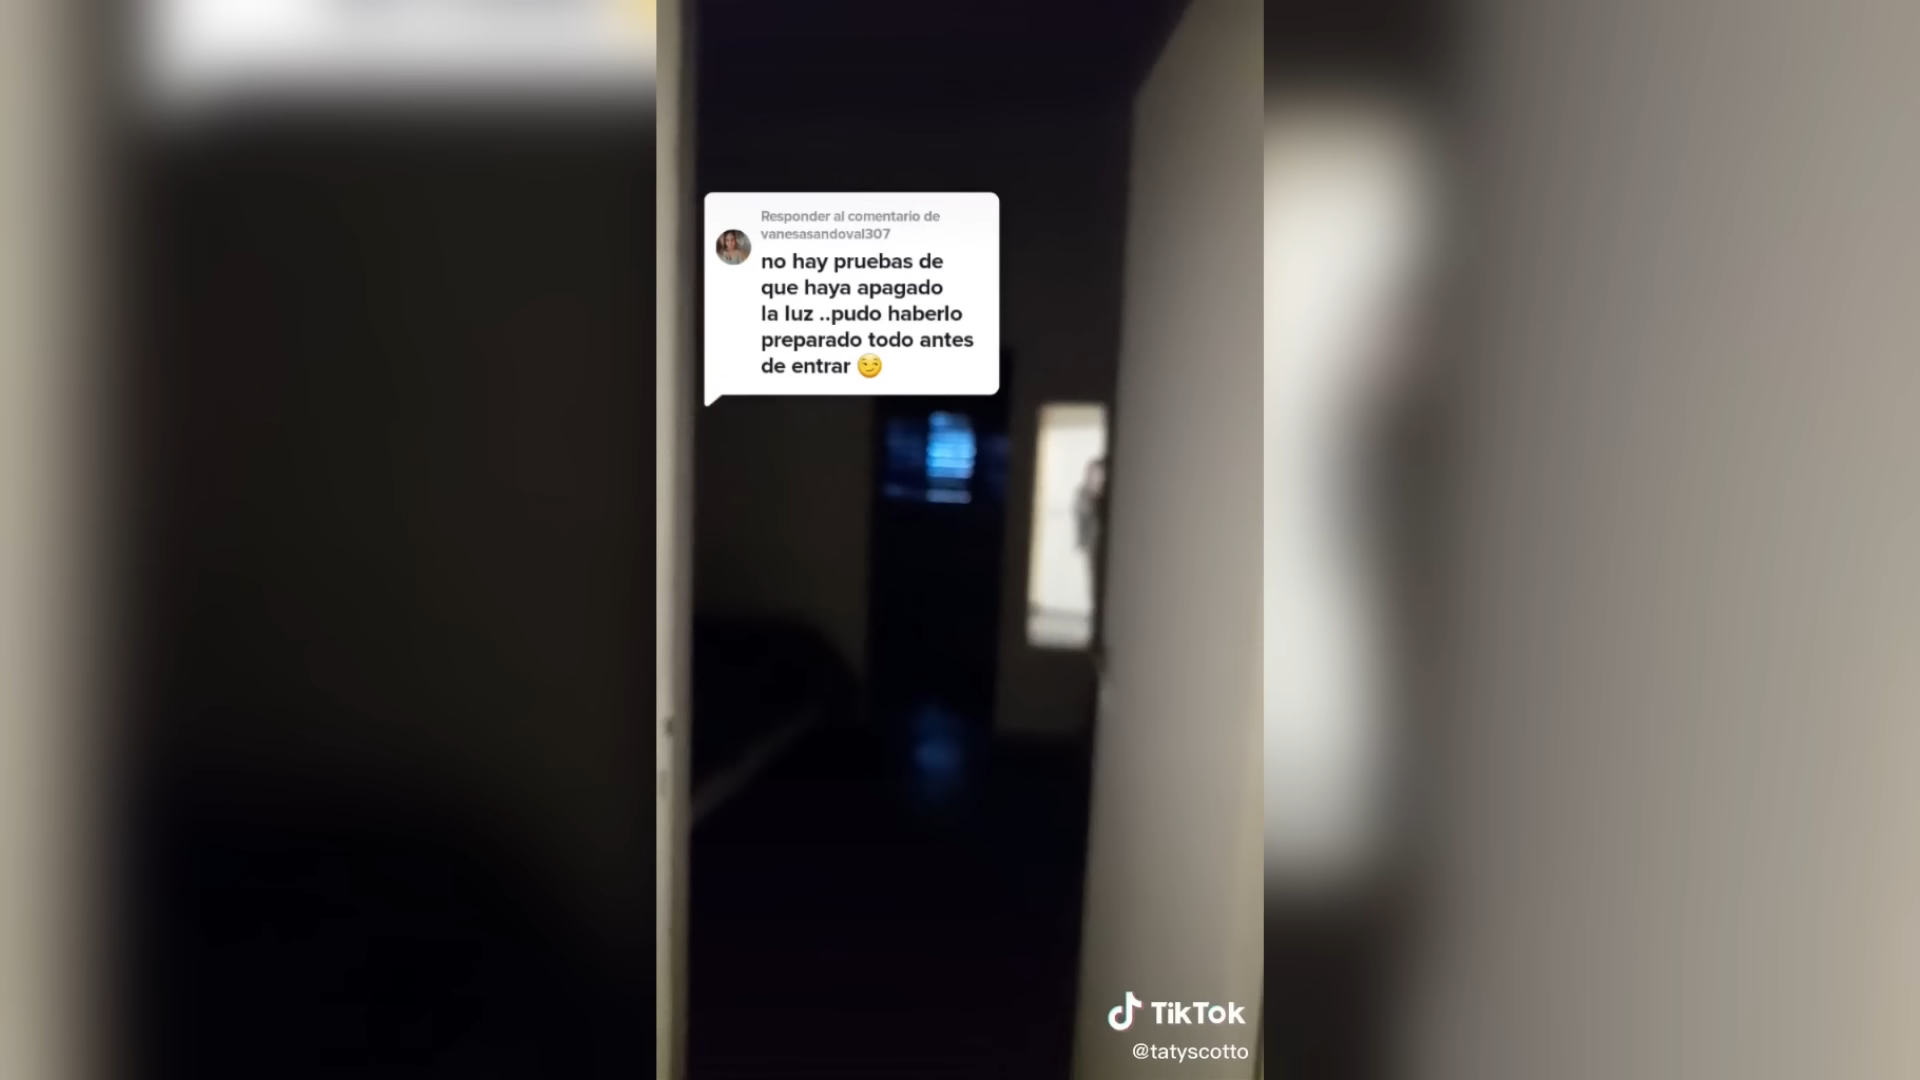 Responder al comentario de
vanesasandoval307
no hay pruebas de
que haya apagado
la luz ..pudo haberlo
preparado todo antes
de entrar 😏
TikTok
@tatyscotto